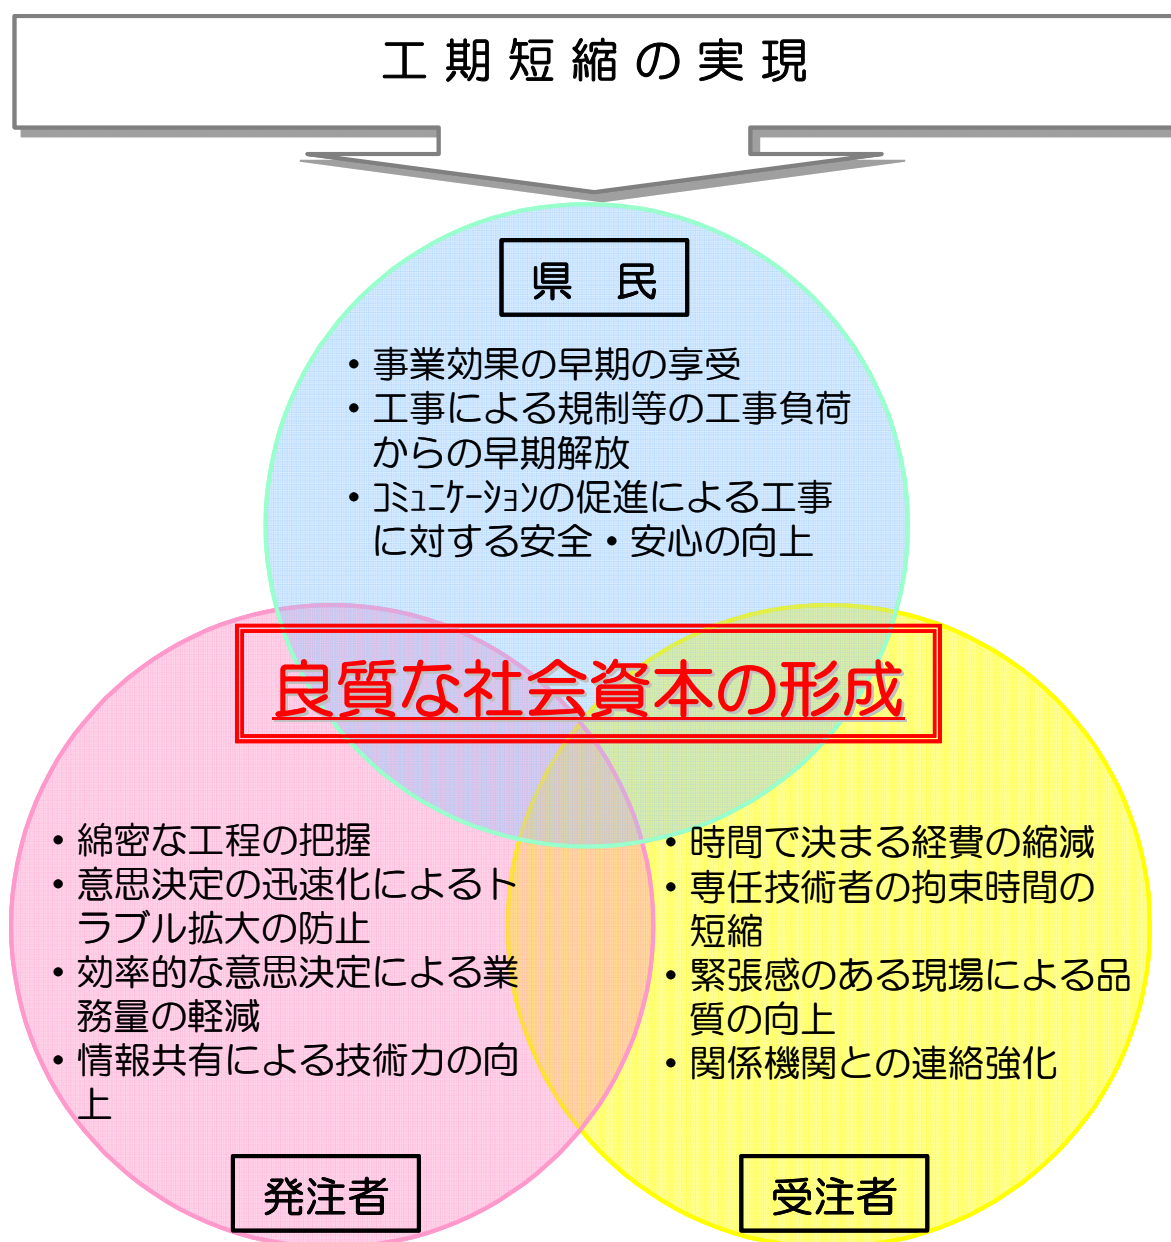 工期短縮の実現
県　民
・事業効果の早期の享受
・工事による規制等の工事負荷
からの早期解放
・ｺﾐｭﾆｹｰｼｮﾝの促進による工事
に対する安全・安心の向上
良質な社会資本の形成
・綿密な工程の把握
・意思決定の迅速化によるト
ラブル拡大の防止
・効率的な意思決定による業
務量の軽減
・情報共有による技術力の向
上
発注者
・時間で決まる経費の縮減
・専任技術者の拘束時間の
短縮
・緊張感のある現場による品
質の向上
・関係機関との連絡強化
受注者